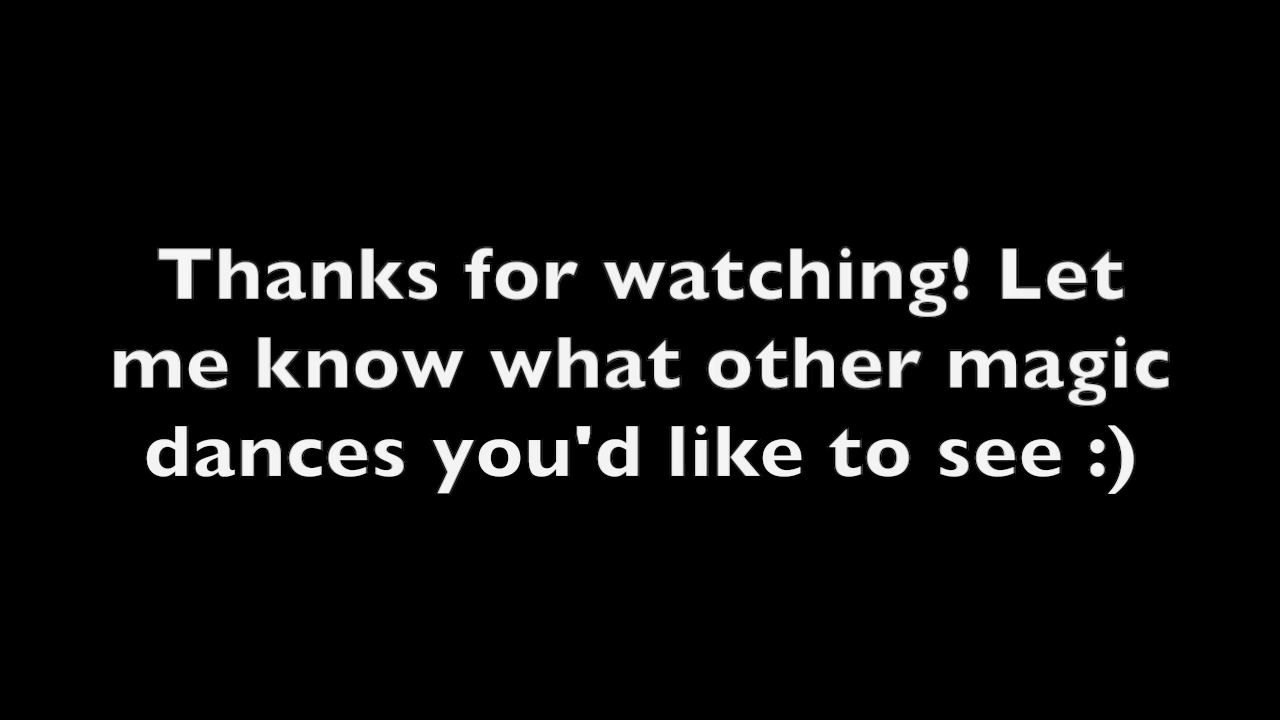 Thanks for watching! Let
me know what other magic
dances you'd like to see :)